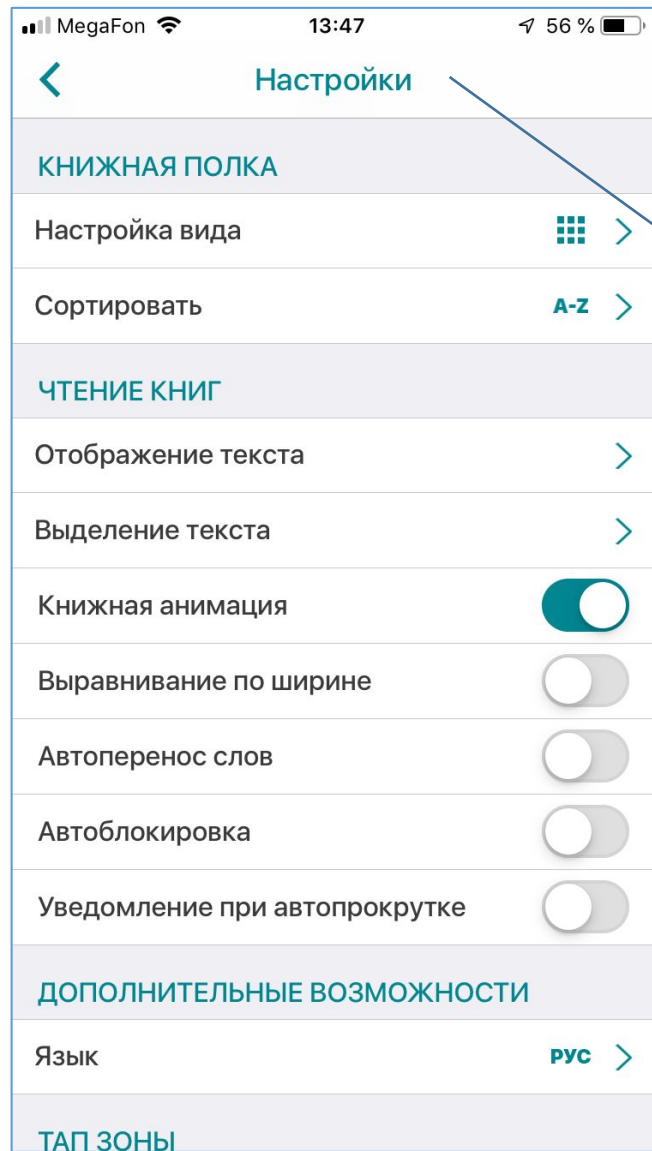 MegaFon 13:47 56 %
Настройки
КНИЖНАЯ ПОЛКА
Настройка вида
Сортировать A-Z
ЧТЕНИЕ КНИГ
Отображение текста
Выделение текста
Книжная анимация
Выравнивание по ширине
Автоперенос слов
Автоблокировка
Уведомление при автопрокрутке
ДОПОЛНИТЕЛЬНЫЕ ВОЗМОЖНОСТИ
Язык РУС
ТАП ЗОНЫ